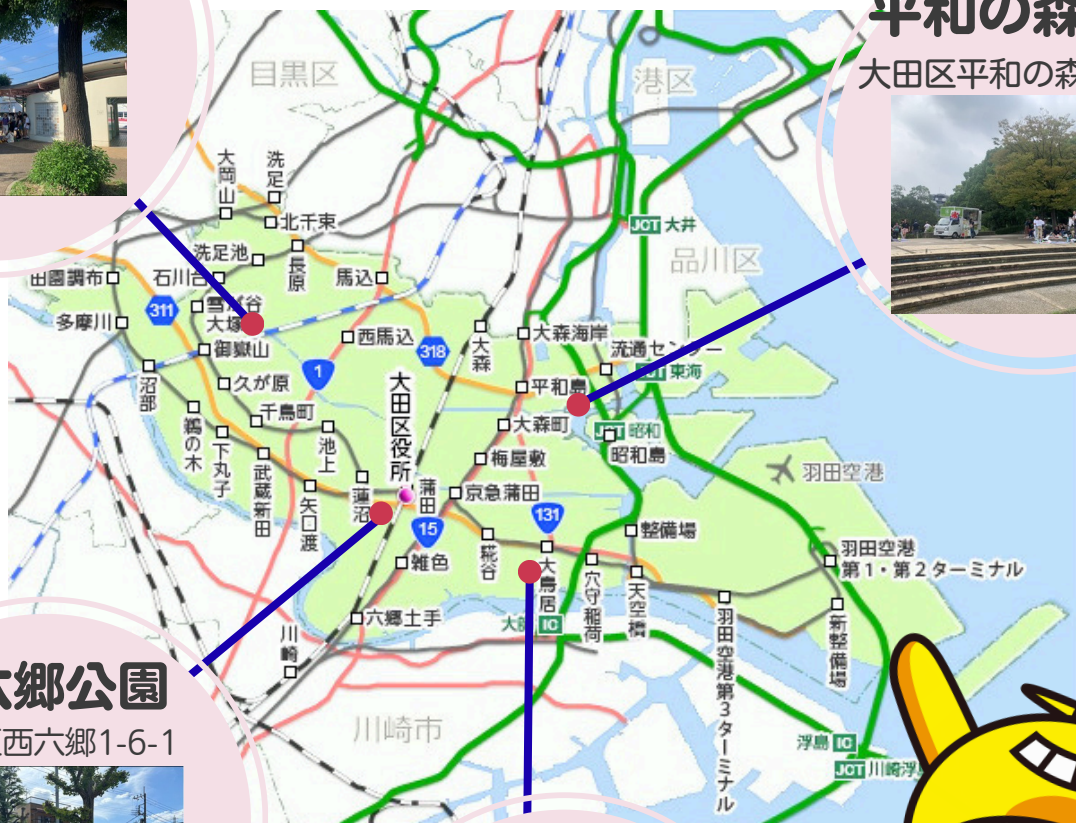 平和の森
大田区平和の森
目黒区
港区
大岡山
洗足
北千束
JCT 大井
洗足池
長原
品川区
田園調布
石川台
馬込
311
雪が谷大塚
多摩川
大森海岸
流通センター
西馬込
318
大森
御嶽山
1
JCT 東海
沼部
久が原
平和島
大田区役所
千鳥町
大森町
JCT 昭和
鵜の木
下丸子
池上
昭和島
梅屋敷
武蔵新田
羽田空港
蓮沼
蒲田
京急蒲田
矢口渡
131
15
整備場
糀谷
羽田空港
第1・第2ターミナル
雑色
大鳥居
穴守稲荷
天空橋
六郷土手
大師 IC
羽田空港第3ターミナル
新整備場
川崎
六郷公園
西六郷1-6-1
川崎市
浮島 IC
JCT 川崎浮島